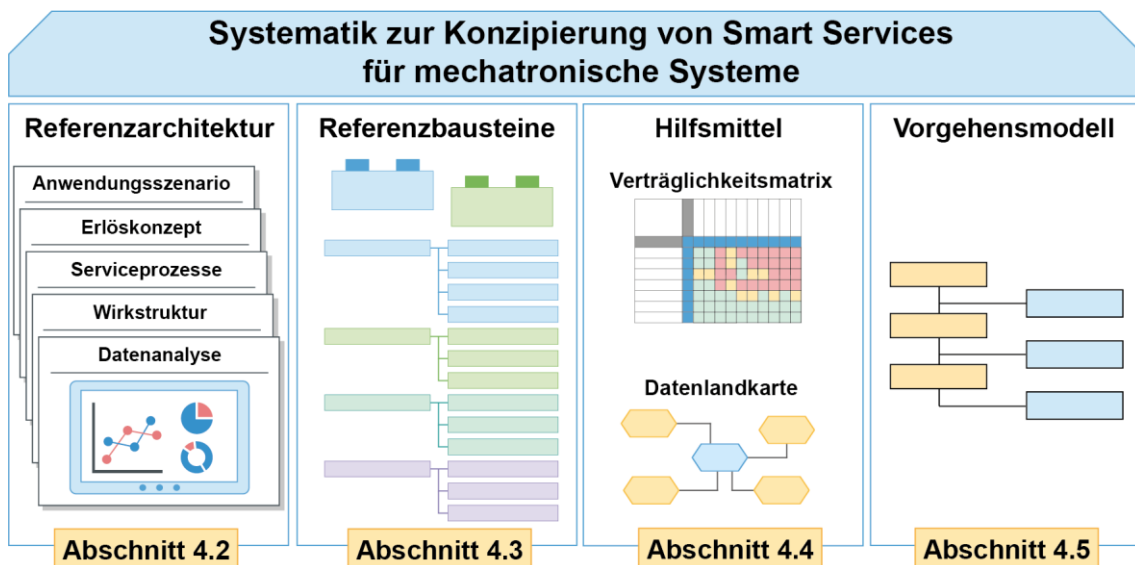 Systematik zur Konzipierung von Smart Services
für mechatronische Systeme
Referenzarchitektur
Anwendungsszenario
Erlöskonzept
Serviceprozesse
Wirkstruktur
Datenanalyse
Abschnitt 4.2
Referenzbausteine
Abschnitt 4.3
Hilfsmittel
Verträglichkeitsmatrix
Datenlandkarte
Abschnitt 4.4
Vorgehensmodell
Abschnitt 4.5